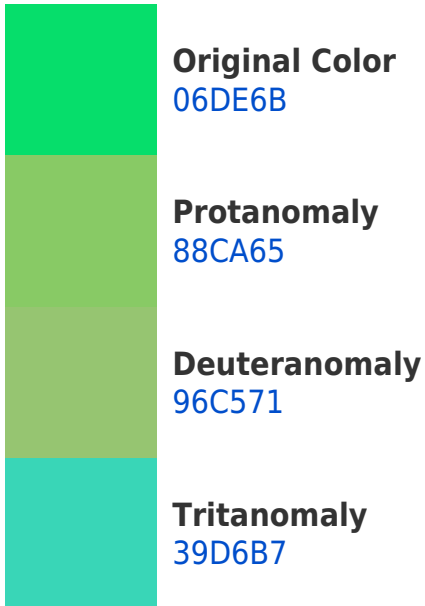 Original Color
06DE6B
Protanomaly
88CA65
Deuteranomaly
96C571
Tritanomaly
39D6B7